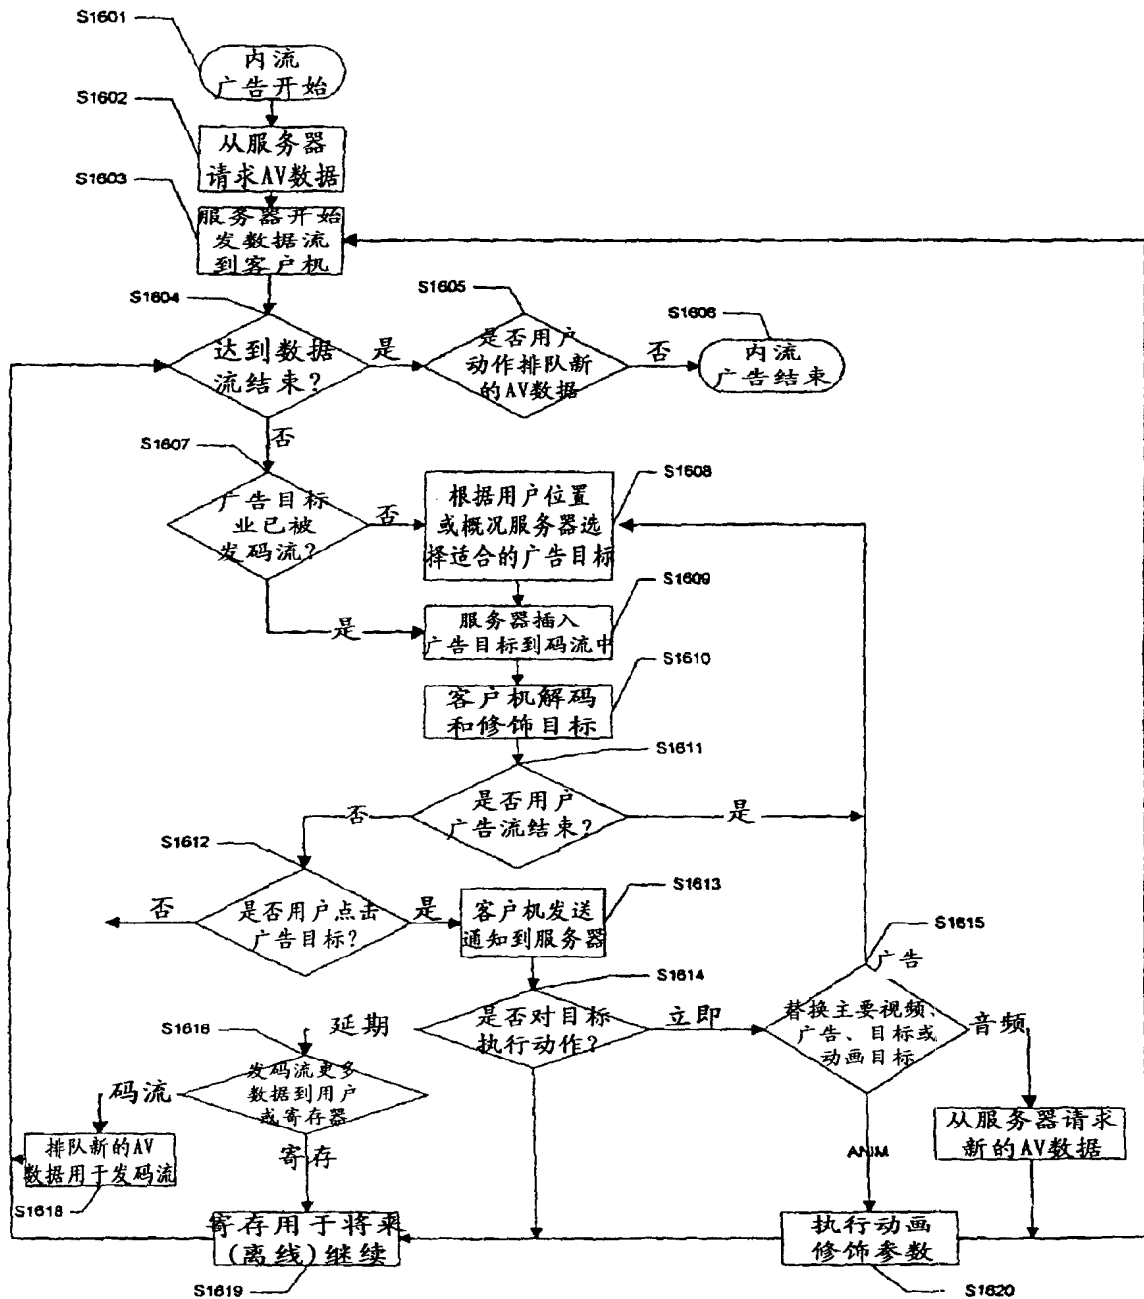 S1601
内流
广告开始
S1602
从服务器
请求AV数据
S1603
服务器开始
发数据流
到客户机
S1604
达到数据
流结束？
是
S1605
是否用户
动作排队新
的AV数据
否
S1606
内流
广告结束
否
S1607
广告目标
业已被
发码流？
否
是
S1608
根据用户位置
或概况服务器选
择适合的广告目标
S1609
服务器插入
广告目标到码流中
S1610
客户机解码
和修饰目标
S1611
是否用户
广告流结束？
否
是
S1612
是否用户点击
广告目标？
否
是
S1613
客户机发送
通知到服务器
S1614
是否对目标
执行动作？
延期
立即
S1615
广告
替换主要视频、
广告、目标或
动画目标
音频
ANIM
S1616
发码流更多
数据到用户
或寄存器
码流
寄存
排队新的AV
数据用于发码流
S1618
从服务器请求
新的AV数据
寄存用于将来
(离线)继续
S1619
执行动画
修饰参数
S1620